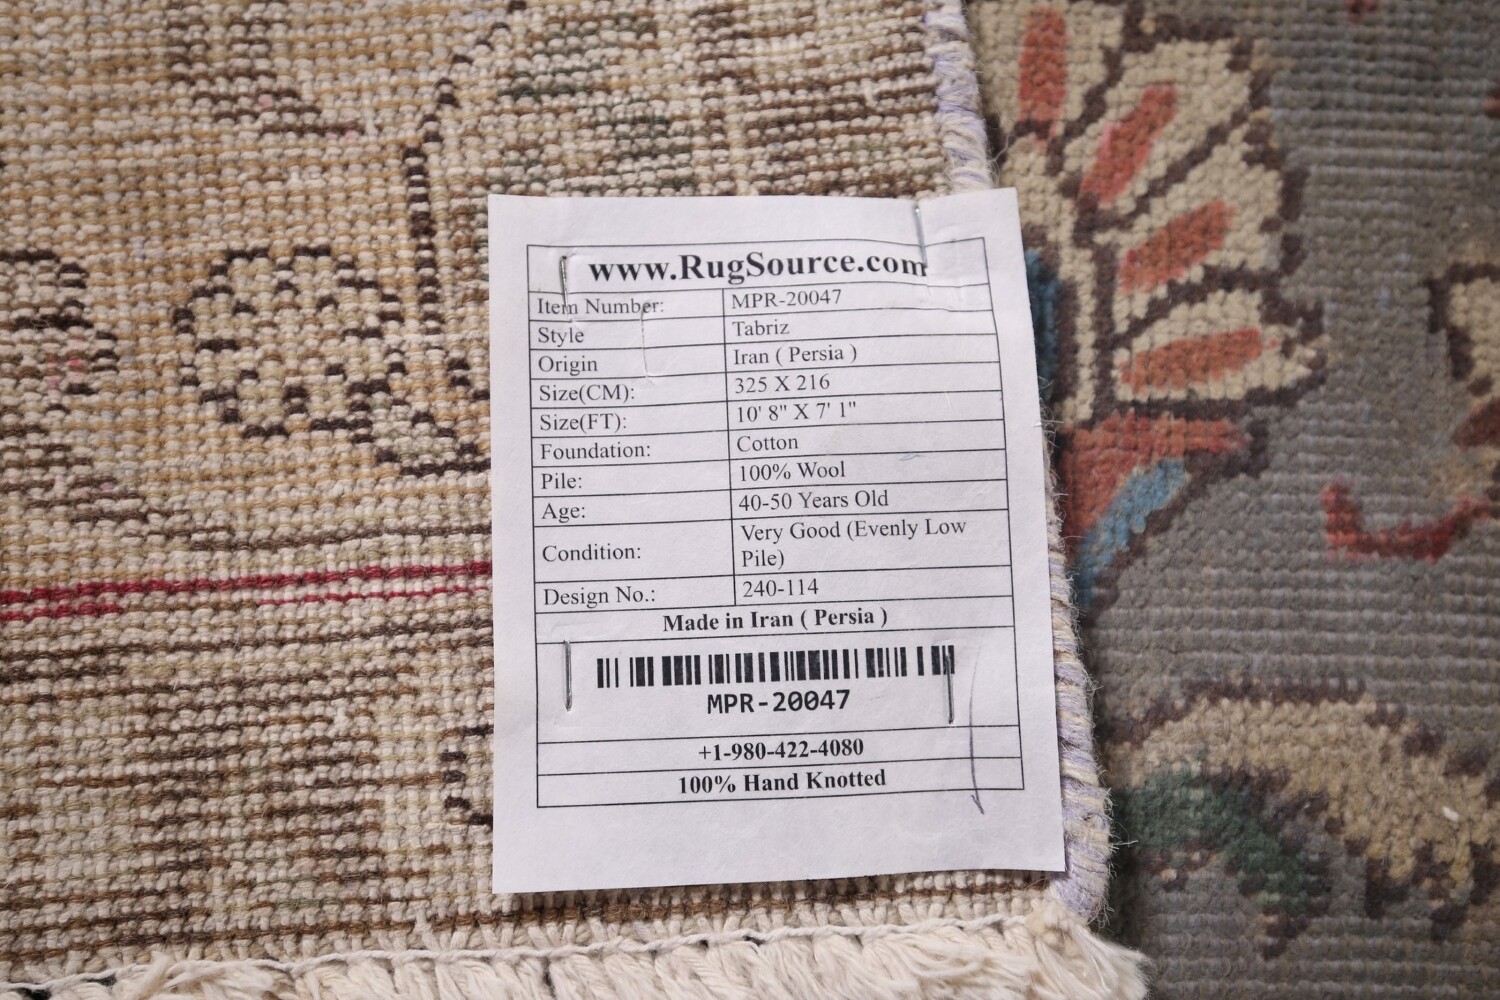 www.RugSource.com
Item Number: MPR-20047
Style Tabriz
Origin Iran ( Persia )
Size(CM): 325 X 216
Size(FT): 10' 8" X 7' 1"
Foundation: Cotton
Pile: 100% Wool
Age: 40-50 Years Old
Condition: Very Good (Evenly Low
Pile)
Design No.: 240-114
Made in Iran ( Persia )
MPR-20047
+1-980-422-4080
100% Hand Knotted